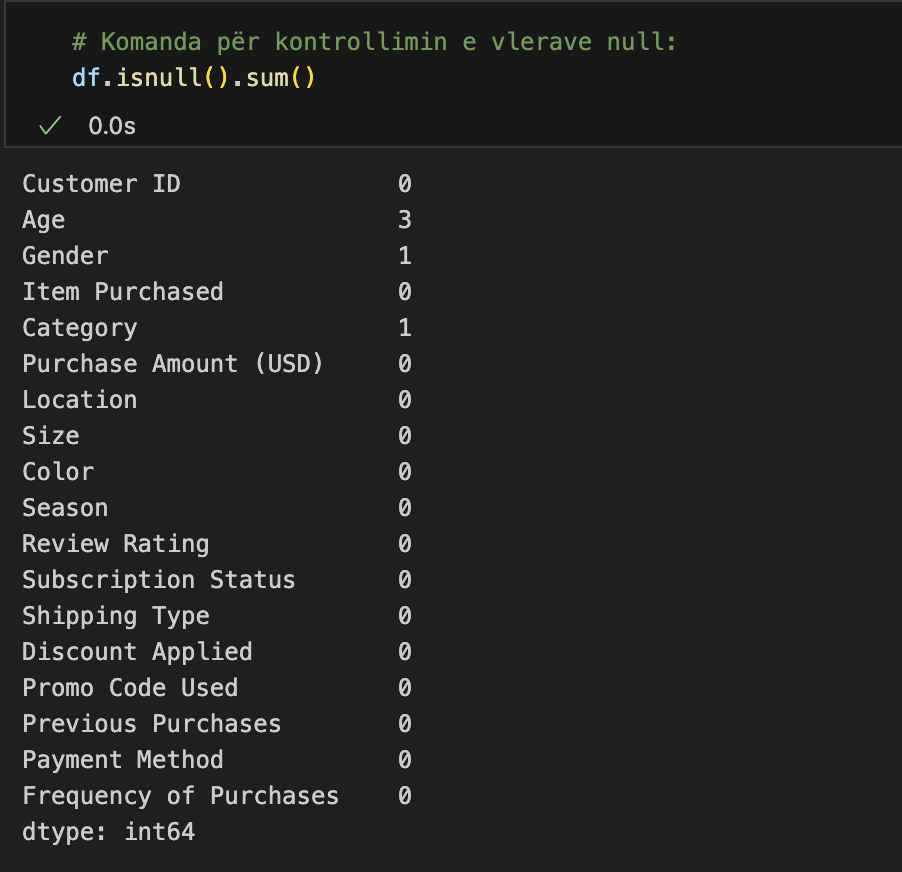 # Komanda për kontrollimin e vlerave null:
df.isnull().sum()
0.0s
Customer ID 0
Age 3
Gender 1
Item Purchased 0
Category 1
Purchase Amount (USD) 0
Location 0
Size 0
Color 0
Season 0
Review Rating 0
Subscription Status 0
Shipping Type 0
Discount Applied 0
Promo Code Used 0
Previous Purchases 0
Payment Method 0
Frequency of Purchases 0
dtype: int64